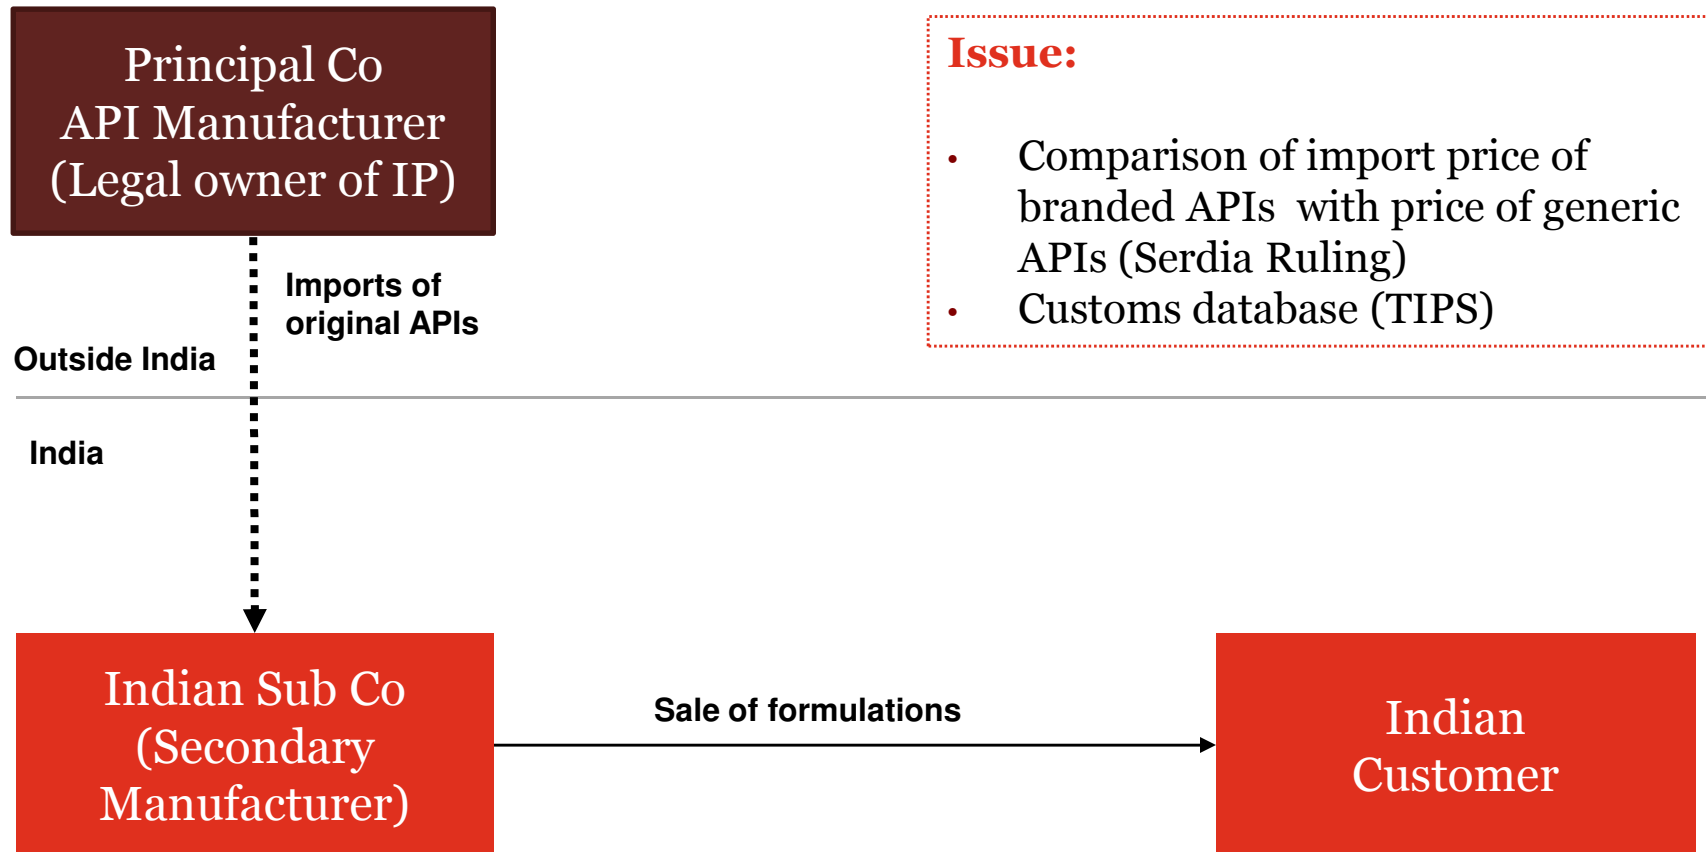 Principal Co
API Manufacturer
(Legal owner of IP)
Issue:
• Comparison of import price of
branded APIs with price of generic
APIs (Serdia Ruling)
• Customs database (TIPS)
Imports of
original APIs
Outside India
India
Indian Sub Co
(Secondary
Manufacturer)
Sale of formulations
Indian
Customer